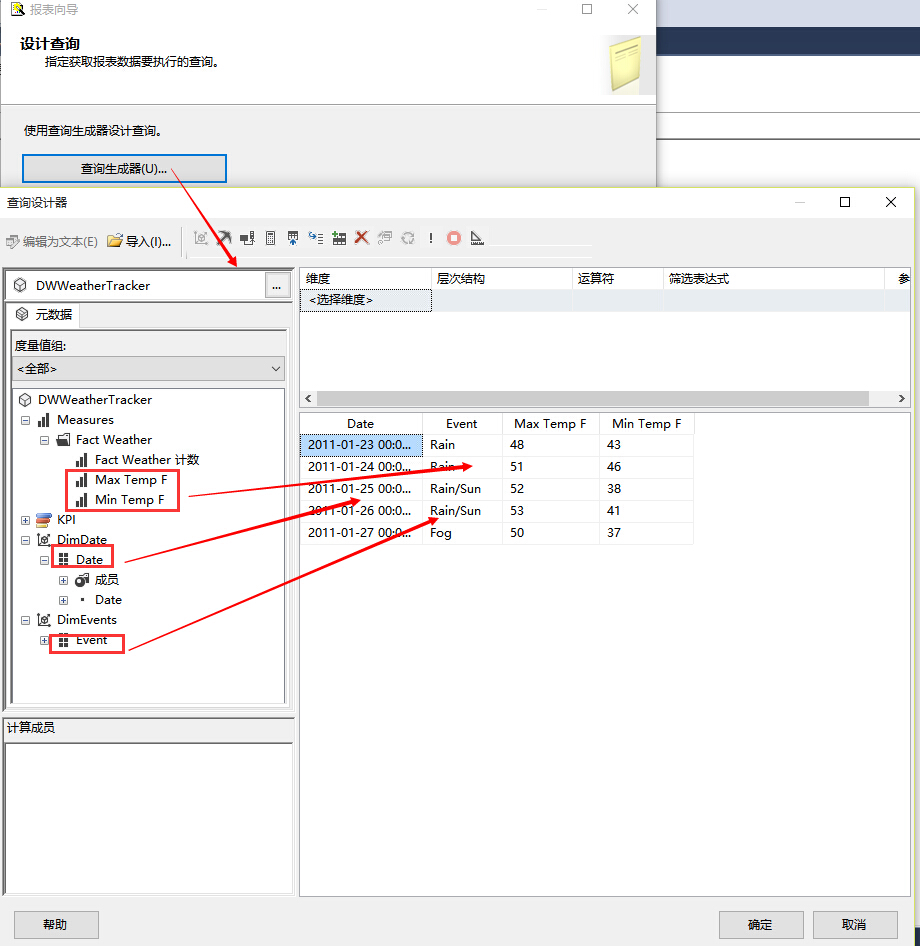 报表向导
设计查询
指定获取报表数据要执行的查询。
使用查询生成器设计查询。
查询生成器(U)...
查询设计器
编辑为文本(E) 导入(I)...
DWWeatherTracker ...
元数据
度量值组:
<全部>
DWWeatherTracker
Measures
Fact Weather
Fact Weather 计数
Max Temp F
Min Temp F
KPI
DimDate
Date
成员
Date
DimEvents
Event
计算成员
维度 层次结构 运算符 筛选表达式 参
<选择维度>
Date Event Max Temp F Min Temp F
2011-01-23 00:0... Rain 48 43
2011-01-24 00:0... Rain 51 46
2011-01-25 00:0... Rain/Sun 52 38
2011-01-26 00:0... Rain/Sun 53 41
2011-01-27 00:0... Fog 50 37
帮助 确定 取消